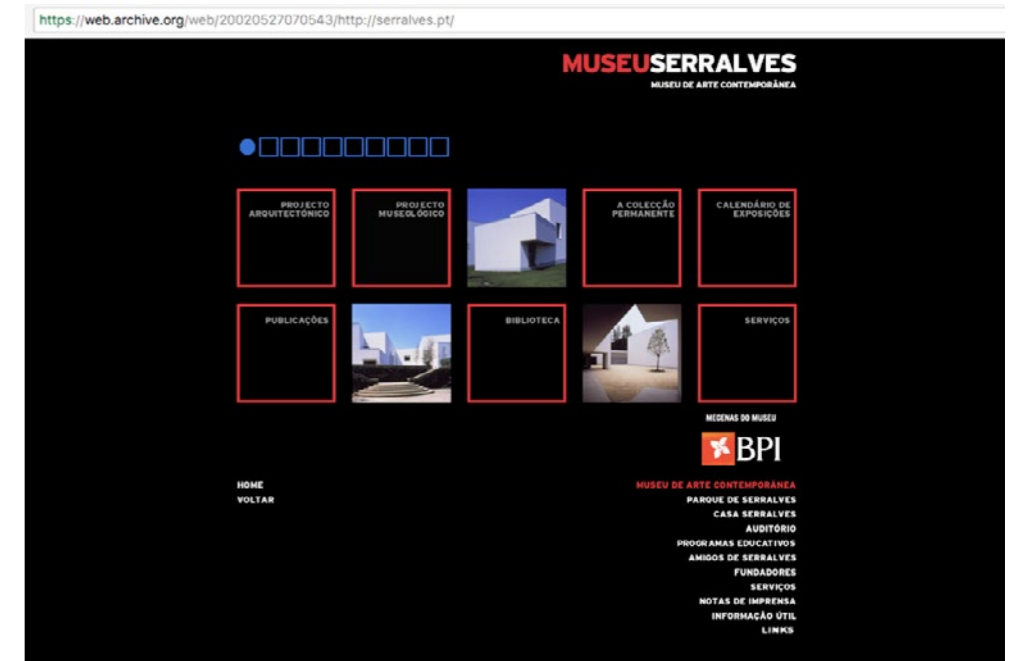 https://web.archive.org/web/20020527070543/http://serralves.pt/
MUSEUSERRALVES
MUSEU DE ARTE CONTEMPORÂNEA
PROJECTO
ARQUITECTÓNICO
PROJECTO
MUSEOLÓGICO
A COLECÇÃO
PERMANENTE
CALENDÁRIO DE
EXPOSIÇÕES
PUBLICAÇÕES
BIBLIOTECA
SERVIÇOS
MECENAS DO MUSEU
BPI
HOME
VOLTAR
MUSEU DE ARTE CONTEMPORÂNEA
PARQUE DE SERRALVES
CASA SERRALVES
AUDITÓRIO
PROGRAMAS EDUCATIVOS
AMIGOS DE SERRALVES
FUNDADORES
SERVIÇOS
NOTAS DE IMPRENSA
INFORMAÇÃO ÚTIL
LINKS